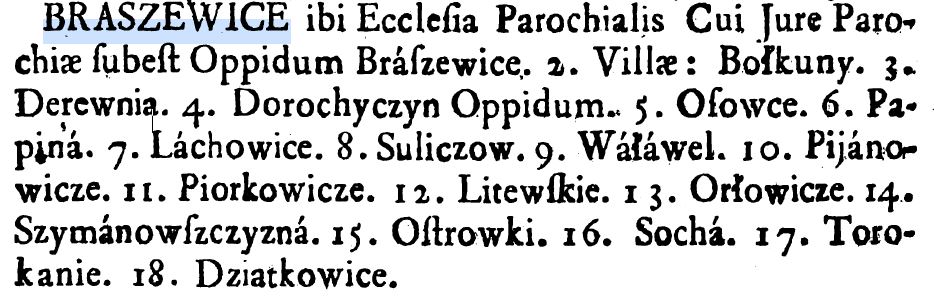 BRASZEWICE ibi Eccleſia Parochialis Cui Jure Paro-
chiæ ſubeſt Oppidum Bráſzewice. 2. Villæ: Bołkuny. 3.
Derewnia. 4. Dorochyczyn Oppidum. 5. Oſowce. 6. Pa-
piná. 7. Láchowice. 8. Suliczow. 9. Wáłáwel. 10. Pijáno-
wicze. 11. Piorkowicze. 12. Litewſkie. 13. Orłowicze. 14.
Szymánowſzczyzná. 15. Oſtrowki. 16. Sochá. 17. Toro-
kanie. 18. Dziatkowice.